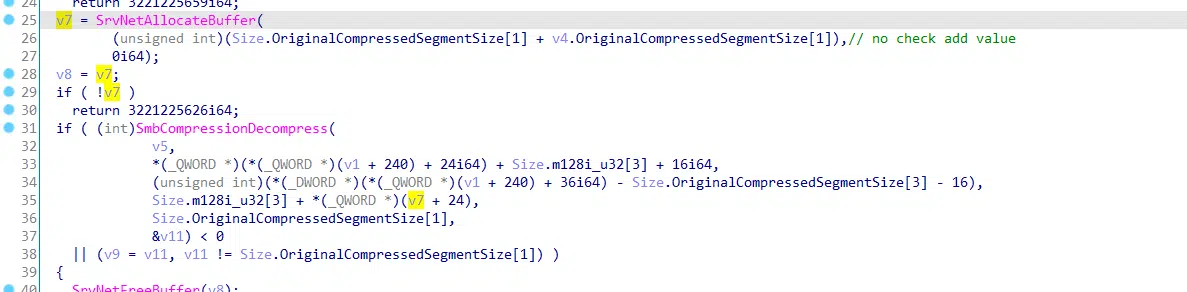 24 return 3221225659i64;
25 v7 = SrvNetAllocateBuffer(
26 (unsigned int)(Size.OriginalCompressedSegmentSize[1] + v4.OriginalCompressedSegmentSize[1]),// no check add value
27 0i64);
28 v8 = v7;
29 if ( !v7 )
30 return 3221225626i64;
31 if ( (int)SmbCompressionDecompress(
32 v5,
33 *(_QWORD *)(*(_QWORD *)(v1 + 240) + 24i64) + Size.m128i_u32[3] + 16i64,
34 (unsigned int)(*(_DWORD *)(*(_QWORD *)(v1 + 240) + 36i64) - Size.OriginalCompressedSegmentSize[3] - 16),
35 Size.m128i_u32[3] + *(_QWORD *)(v7 + 24),
36 Size.OriginalCompressedSegmentSize[1],
37 &v11) < 0
38 || (v9 = v11, v11 != Size.OriginalCompressedSegmentSize[1]) )
39 {
40 SrvNetFreeBuffer(v8);